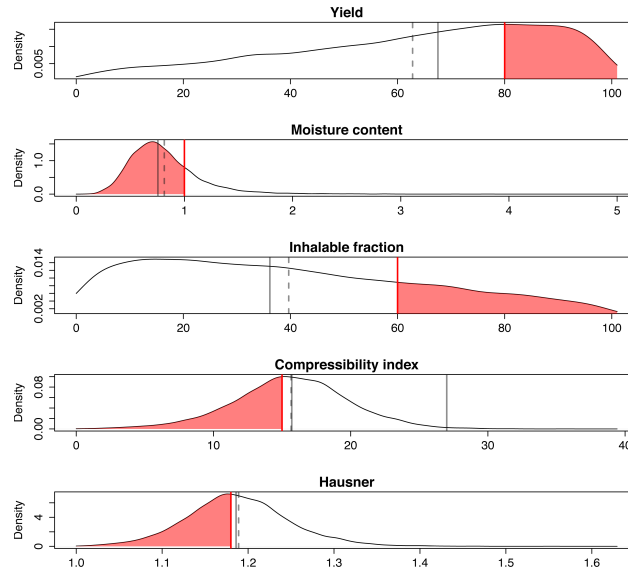 Yield
Density
0.005
0 20 40 60 80 100
Moisture content
Density
0.0 1.0
0 1 2 3 4 5
Inhalable fraction
Density
0.002 0.014
0 20 40 60 80 100
Compressibility index
Density
0.00 0.08
0 10 20 30 40
Hausner
Density
0 4
1.0 1.1 1.2 1.3 1.4 1.5 1.6